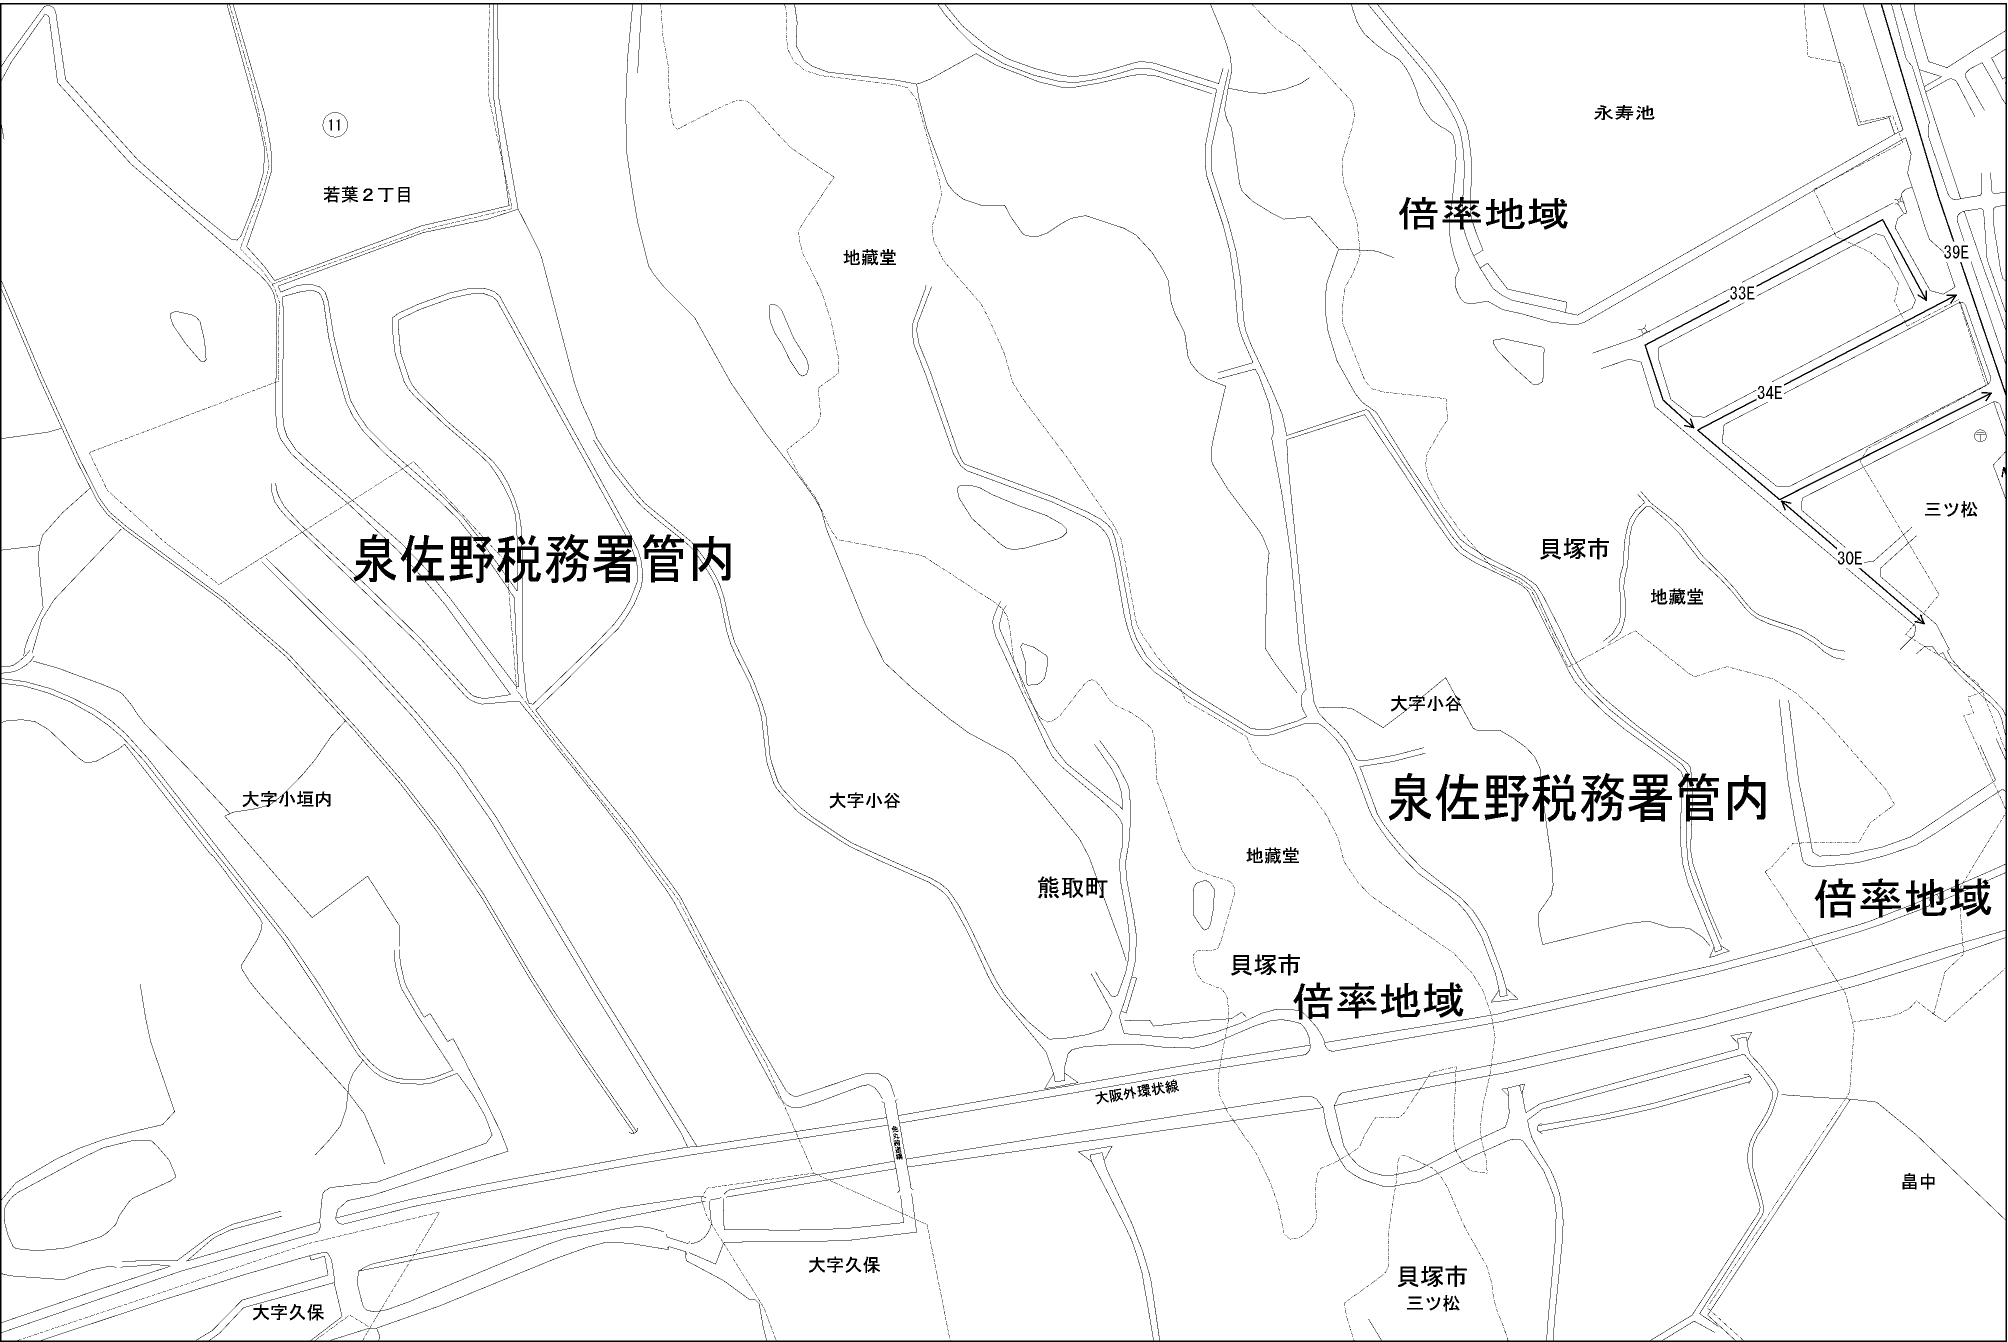 永寿池
11
若葉２丁目
倍率地域
39E
地蔵堂
33E
34E
三ツ松
貝塚市
泉佐野税務署管内
30E
地蔵堂
大字小谷
大字小垣内
大字小谷
泉佐野税務署管内
地蔵堂
熊取町
倍率地域
貝塚市
倍率地域
大阪外環状線
畠中
大字久保
貝塚市
三ツ松
大字久保